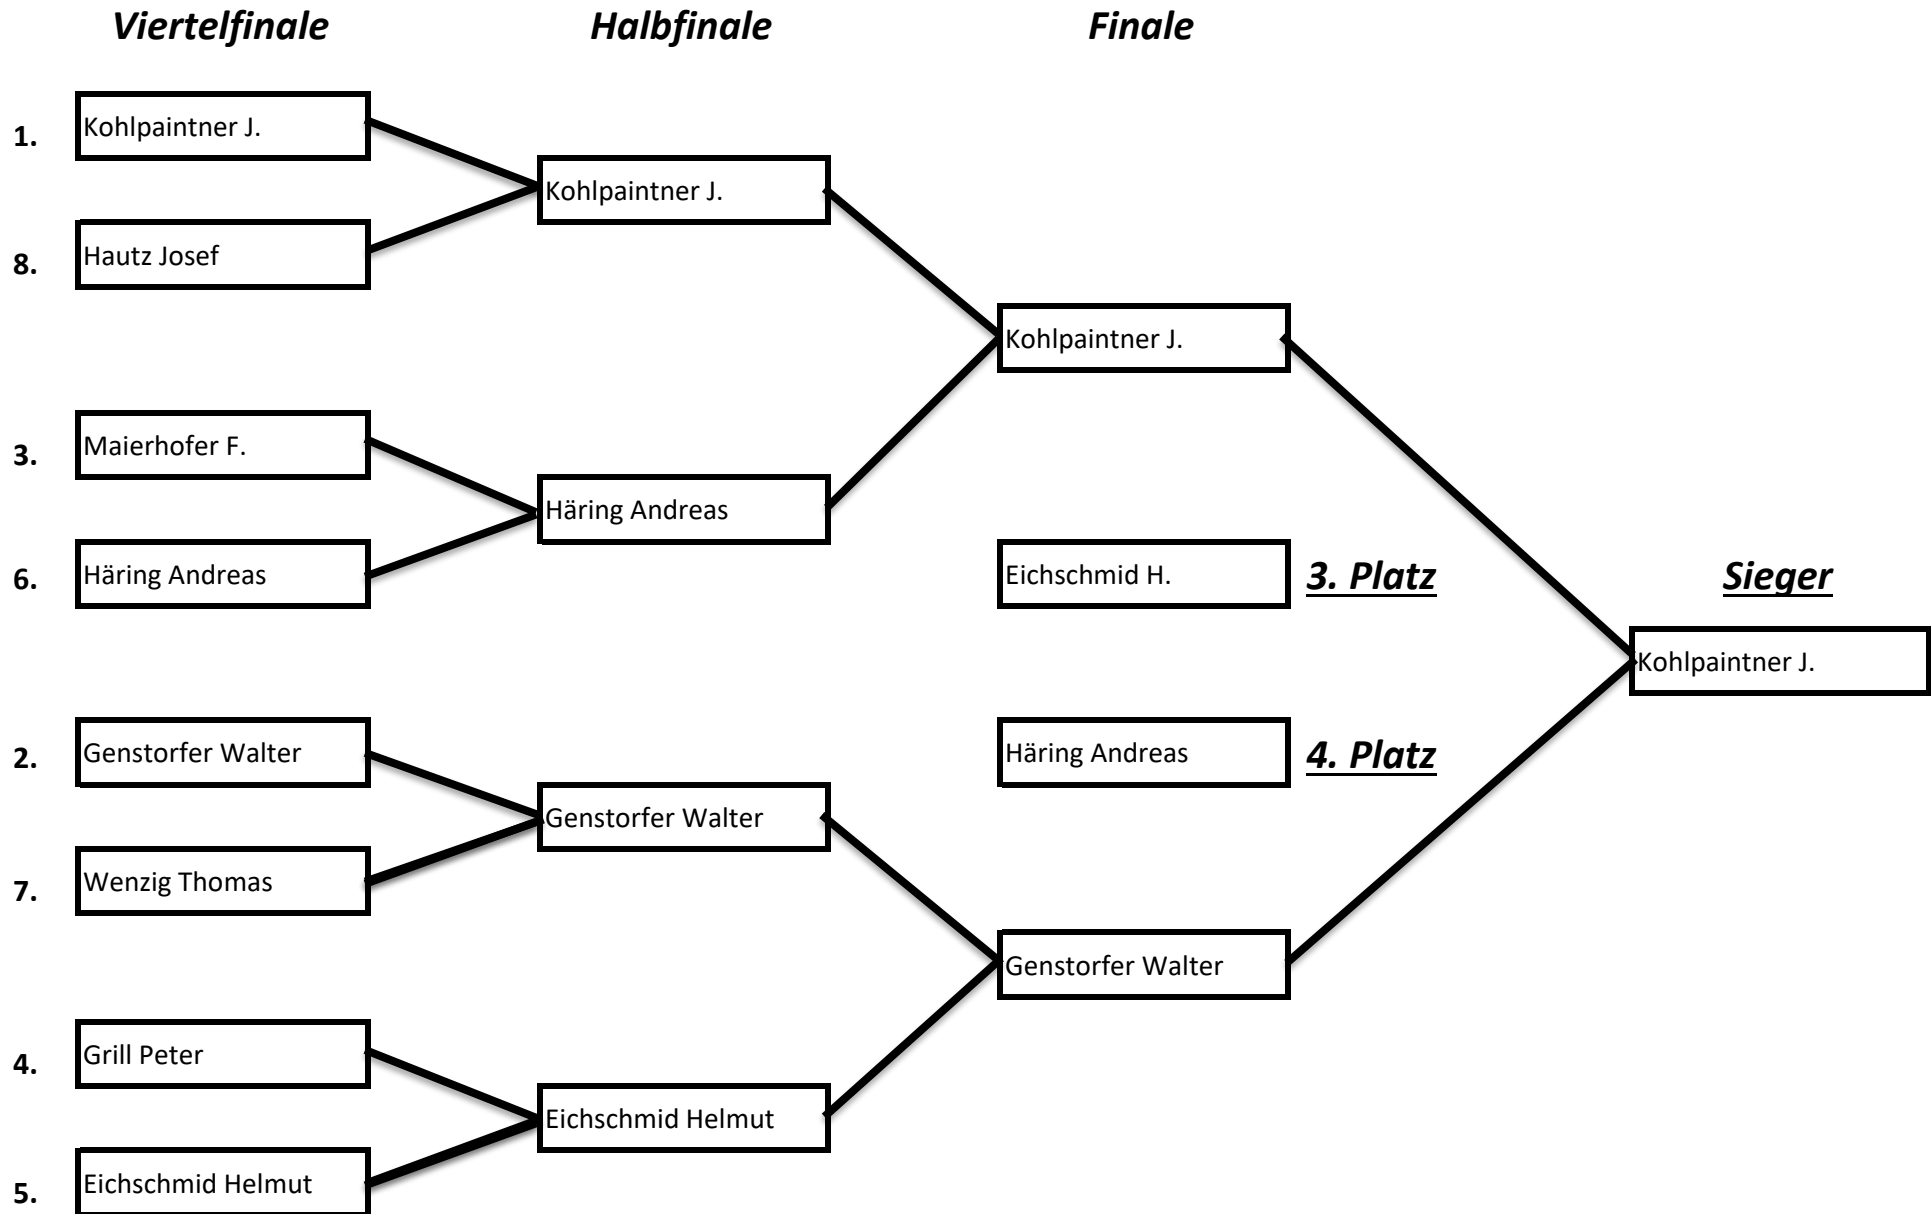 Viertelfinale Halbfinale Finale
1. Kohlpaintner J.
Kohlpaintner J.
8. Hautz Josef
Kohlpaintner J.
3. Maierhofer F.
Häring Andreas
6. Häring Andreas
Eichschmid H. 3. Platz
Sieger
Kohlpaintner J.
2. Genstorfer Walter
Häring Andreas 4. Platz
Genstorfer Walter
7. Wenzig Thomas
Genstorfer Walter
4. Grill Peter
Eichschmid Helmut
5. Eichschmid Helmut